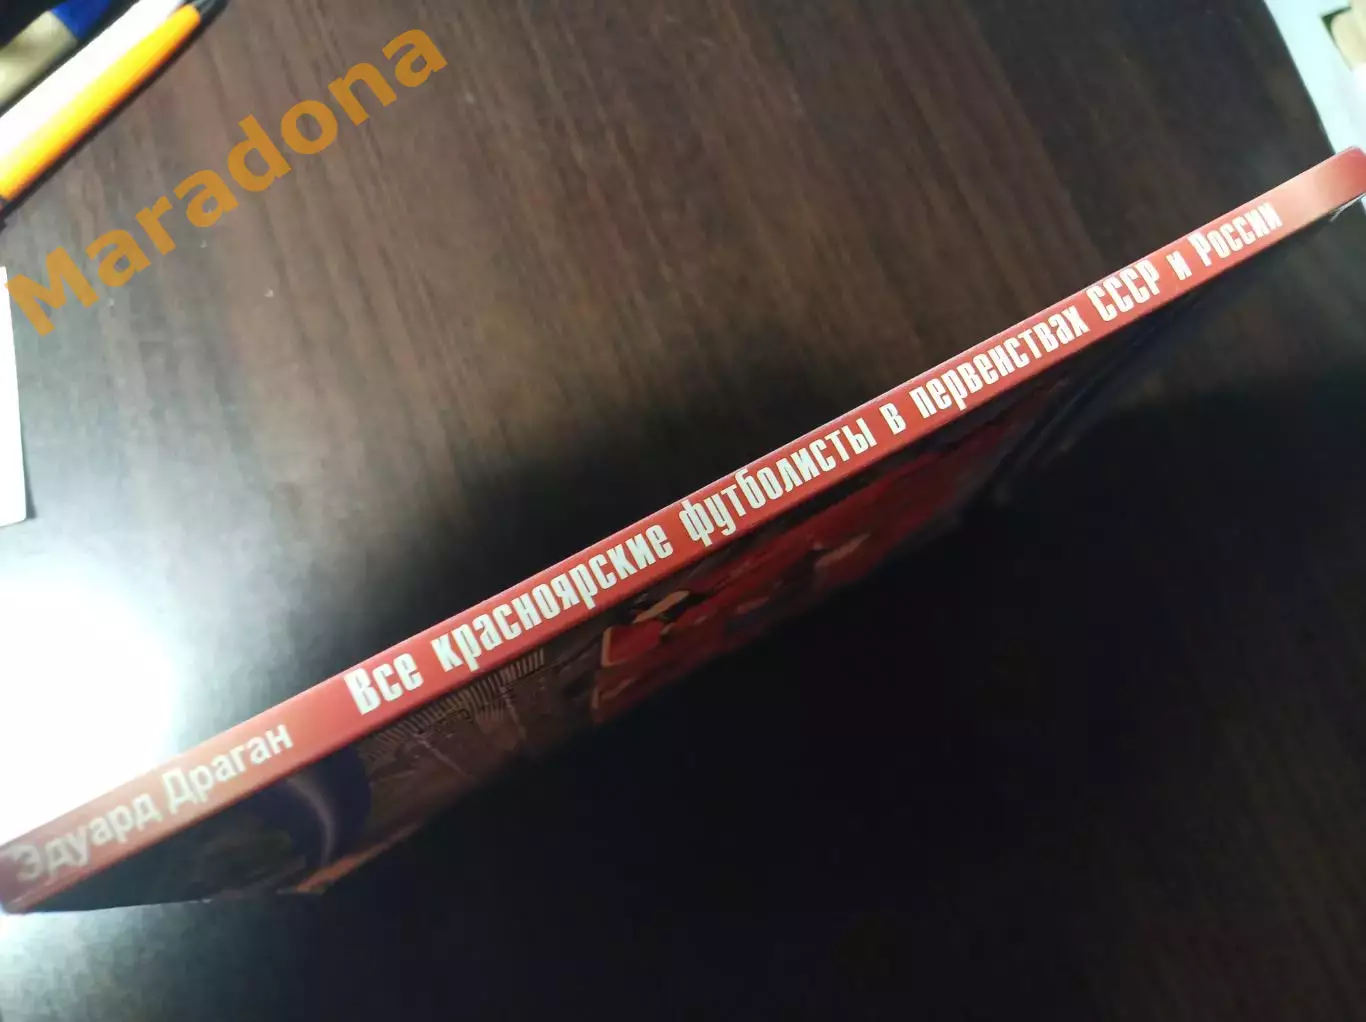 Maradona
Эдуард Драган Все красноярские футболисты в первенствах СССР и России